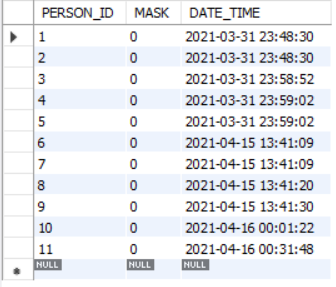 PERSON_ID MASK DATE_TIME
1 0 2021-03-31 23:48:30
2 0 2021-03-31 23:48:30
3 0 2021-03-31 23:58:52
4 0 2021-03-31 23:59:02
5 0 2021-03-31 23:59:02
6 0 2021-04-15 13:41:09
7 0 2021-04-15 13:41:09
8 0 2021-04-15 13:41:20
9 0 2021-04-15 13:41:30
10 0 2021-04-16 00:01:22
11 0 2021-04-16 00:31:48
NULL NULL NULL